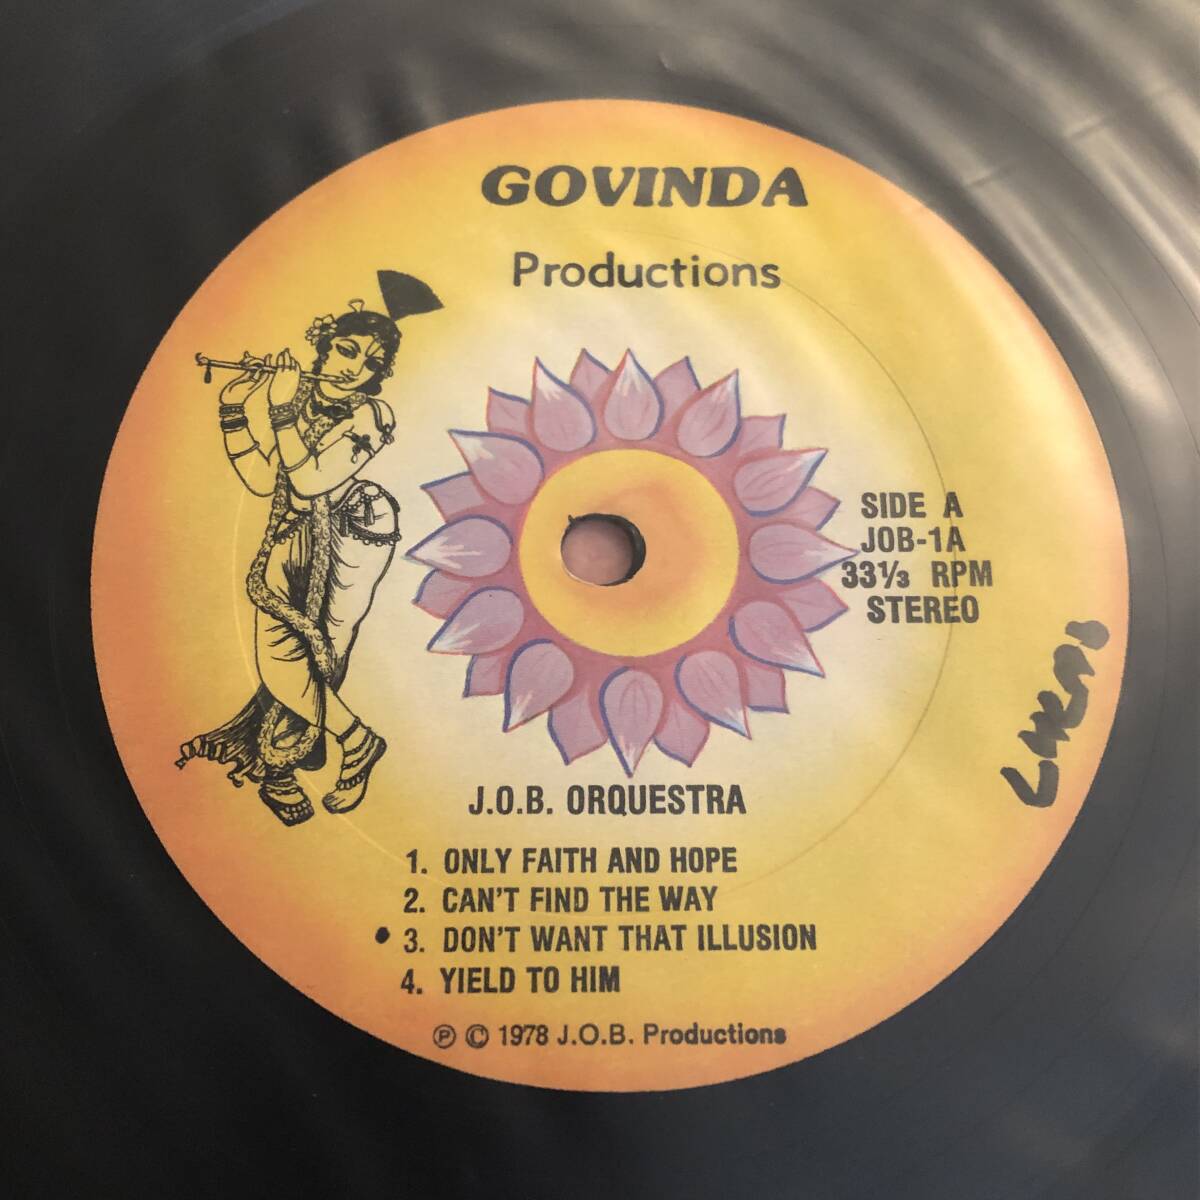 GOVINDA
Productions
SIDE A
JOB-1A
33⅓ RPM
STEREO
J.O.B. ORQUESTRA
1. ONLY FAITH AND HOPE
2. CAN'T FIND THE WAY
• 3. DON'T WANT THAT ILLUSION
4. YIELD TO HIM
℗ © 1978 J.O.B. Productions